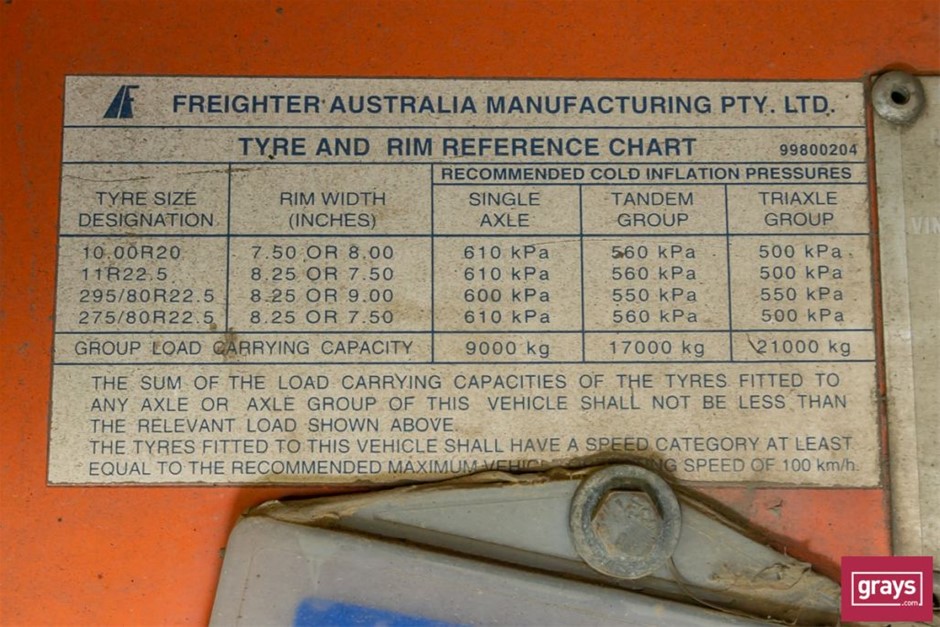 FREIGHTER AUSTRALIA MANUFACTURING PTY. LTD.
TYRE AND RIM REFERENCE CHART 99800204
RECOMMENDED COLD INFLATION PRESSURES
TYRE SIZE DESIGNATION RIM WIDTH (INCHES) SINGLE AXLE TANDEM GROUP TRIAXLE GROUP
10.00R20 7.50 OR 8.00 610 kPa 560 kPa 500 kPa
11R22.5 8.25 OR 7.50 610 kPa 560 kPa 500 kPa
295/80R22.5 8.25 OR 9.00 600 kPa 550 kPa 550 kPa
275/80R22.5 8.25 OR 7.50 610 kPa 560 kPa 500 kPa
GROUP LOAD CARRYING CAPACITY 9000 kg 17000 kg 21000 kg
THE SUM OF THE LOAD CARRYING CAPACITIES OF THE TYRES FITTED TO
ANY AXLE OR AXLE GROUP OF THIS VEHICLE SHALL NOT BE LESS THAN
THE RELEVANT LOAD SHOWN ABOVE.
THE TYRES FITTED TO THIS VEHICLE SHALL HAVE A SPEED CATEGORY AT LEAST
EQUAL TO THE RECOMMENDED MAXIMUM SPEED OF 100 km/h.
VIN
grays
.com